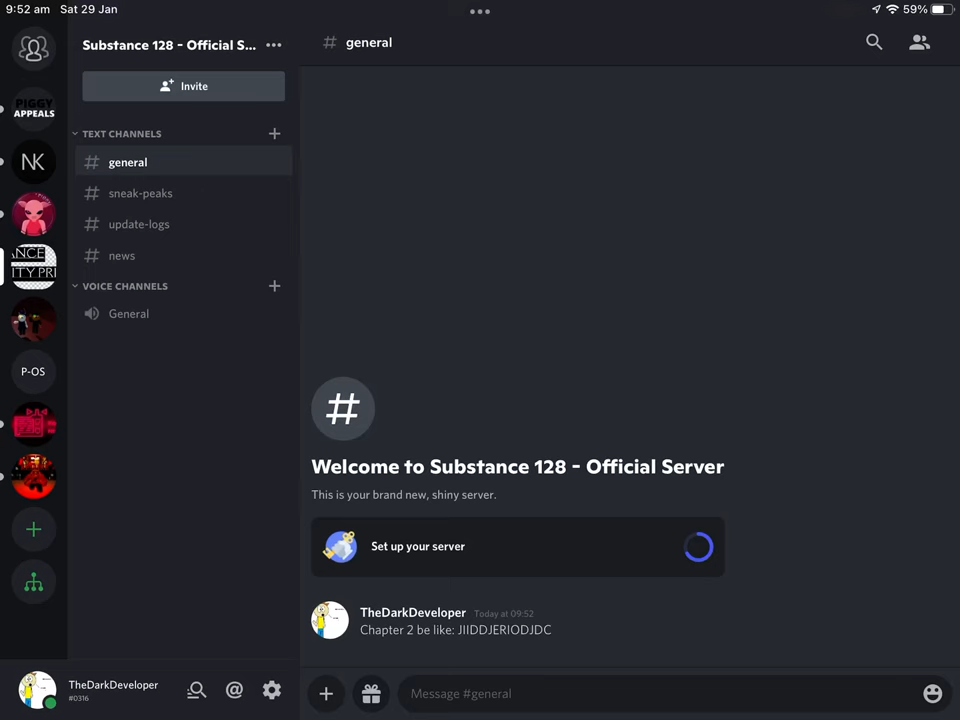 9:52 am Sat 29 Jan
59%
Substance 128 - Official S...
general
Invite
PIGGY
APPEALS
TEXT CHANNELS
NK
general
sneak-peaks
update-logs
ANCE
ITY PRI
news
VOICE CHANNELS
General
P-OS
Welcome to Substance 128 - Official Server
This is your brand new, shiny server.
Set up your server
TheDarkDeveloper Today at 09:52
Chapter 2 be like: JIIDDJERIODJDC
TheDarkDeveloper
#0316
Message #general